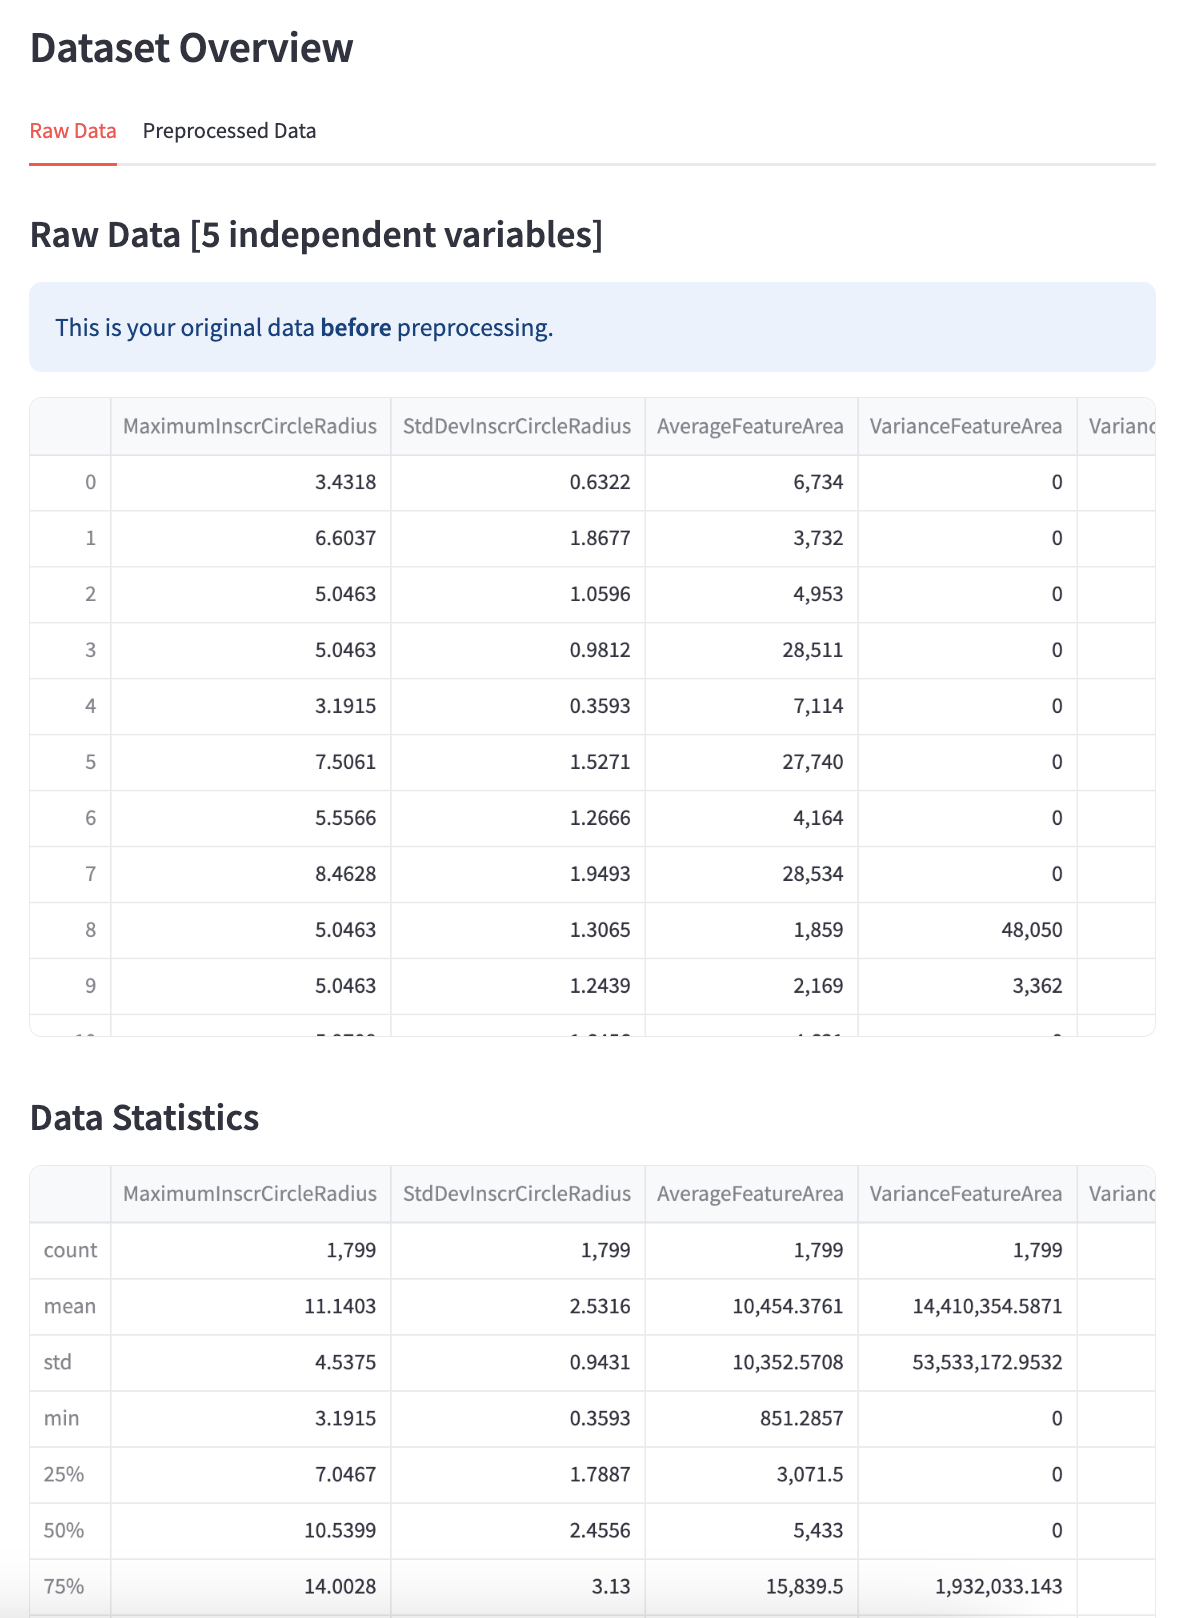 Dataset Overview
Raw Data Preprocessed Data
Raw Data [5 independent variables]
This is your original data before preprocessing.
MaximumInscrCircleRadius StdDevInscrCircleRadius AverageFeatureArea VarianceFeatureArea
0 3.4318 0.6322 6,734 0
1 6.6037 1.8677 3,732 0
2 5.0463 1.0596 4,953 0
3 5.0463 0.9812 28,511 0
4 3.1915 0.3593 7,114 0
5 7.5061 1.5271 27,740 0
6 5.5566 1.2666 4,164 0
7 8.4628 1.9493 28,534 0
8 5.0463 1.3065 1,859 48,050
9 5.0463 1.2439 2,169 3,362
Data Statistics
MaximumInscrCircleRadius StdDevInscrCircleRadius AverageFeatureArea VarianceFeatureArea
count 1,799 1,799 1,799 1,799
mean 11.1403 2.5316 10,454.3761 14,410,354.5871
std 4.5375 0.9431 10,352.5708 53,533,172.9532
min 3.1915 0.3593 851.2857 0
25% 7.0467 1.7887 3,071.5 0
50% 10.5399 2.4556 5,433 0
75% 14.0028 3.13 15,839.5 1,932,033.143